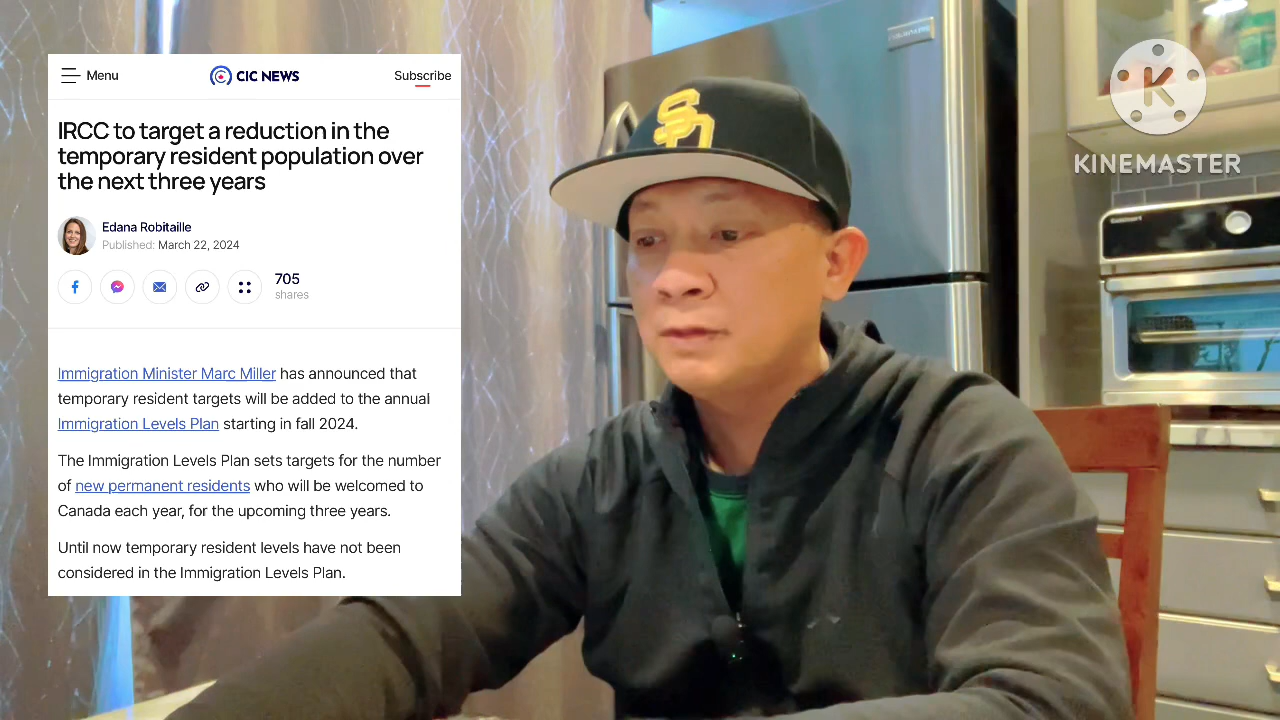 Menu
CIC NEWS
Subscribe
IRCC to target a reduction in the
temporary resident population over
the next three years
Edana Robitaille
Published: March 22, 2024
705
shares
Immigration Minister Marc Miller has announced that
temporary resident targets will be added to the annual
Immigration Levels Plan starting in fall 2024.
The Immigration Levels Plan sets targets for the number
of new permanent residents who will be welcomed to
Canada each year, for the upcoming three years.
Until now temporary resident levels have not been
considered in the Immigration Levels Plan.
SD
K
KINEMASTER